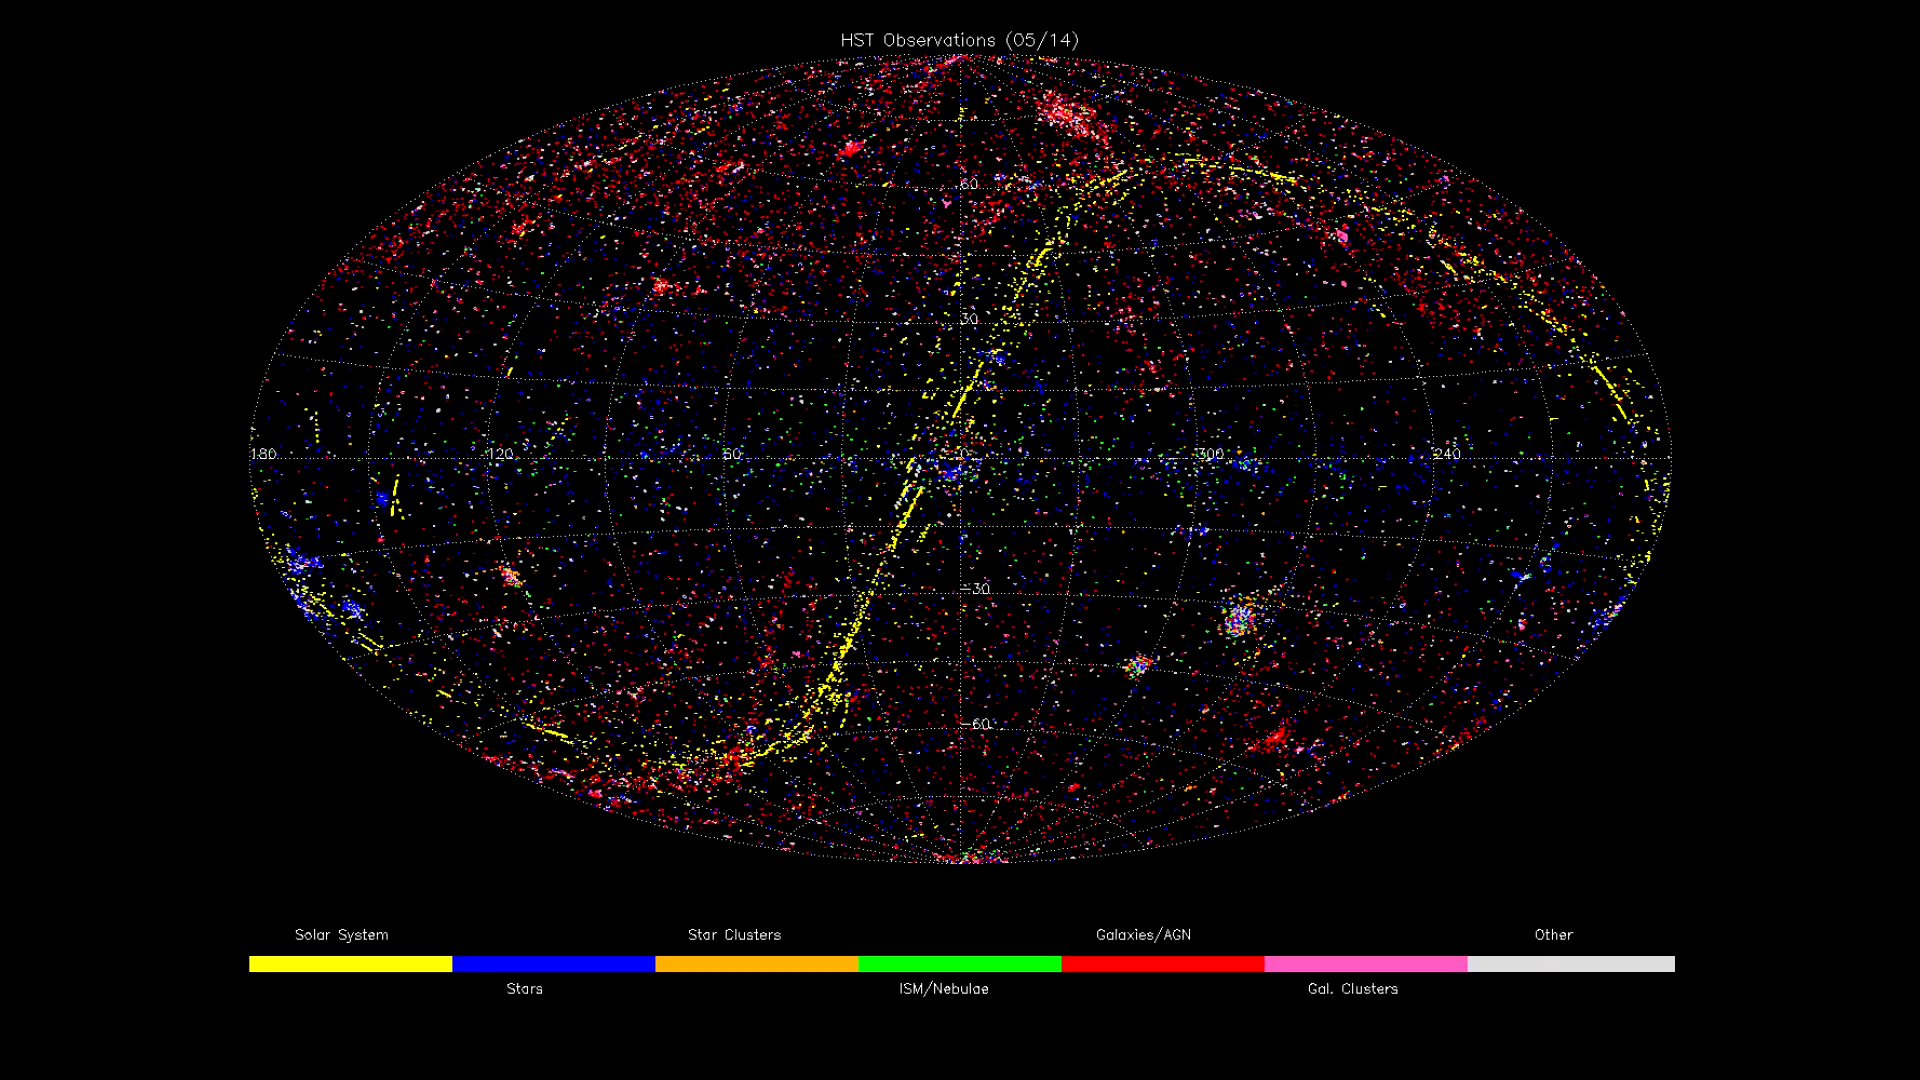 HST Observations (05/14)
60
30
180 120 60 0 300 240
-30
-60
Solar System Star Clusters Galaxies/AGN Other
Stars ISM/Nebulae Gal. Clusters